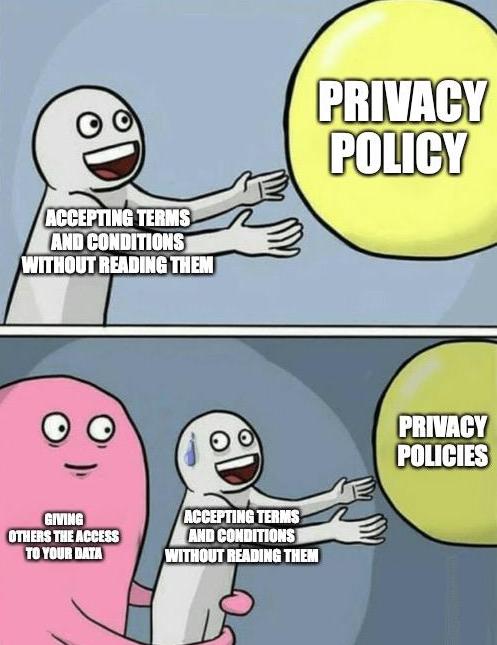 PRIVACY
POLICY
ACCEPTING TERMS
AND CONDITIONS
WITHOUT READING THEM
PRIVACY
POLICIES
GIVING
OTHERS THE ACCESS
TO YOUR DATA
ACCEPTING TERMS
AND CONDITIONS
WITHOUT READING THEM